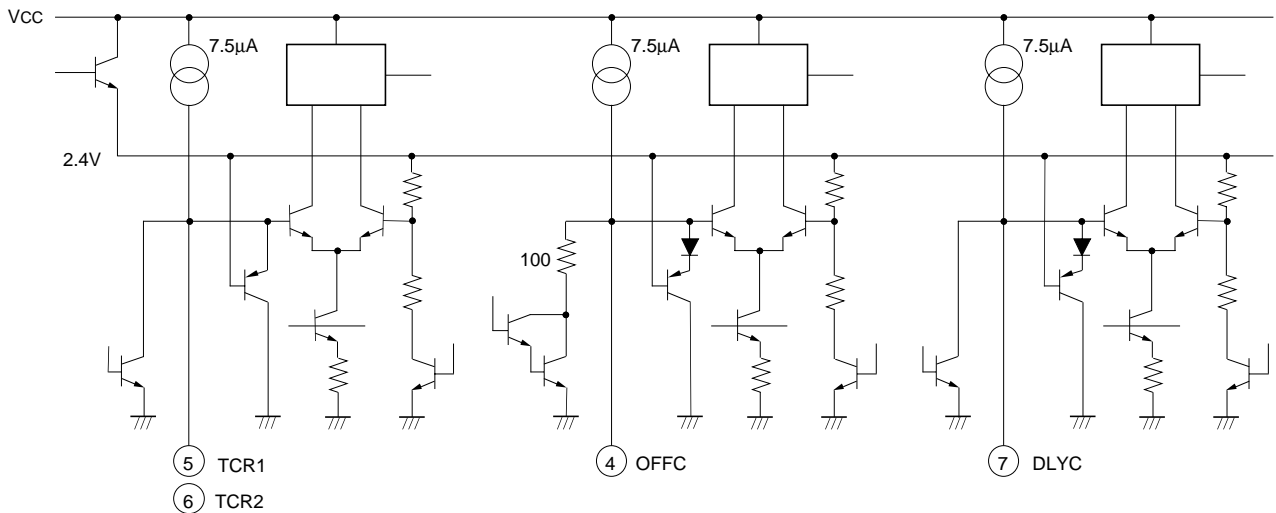 VCC
7.5μA
7.5μA
7.5μA
2.4V
100
5 TCR1
4 OFFC
7 DLYC
6 TCR2